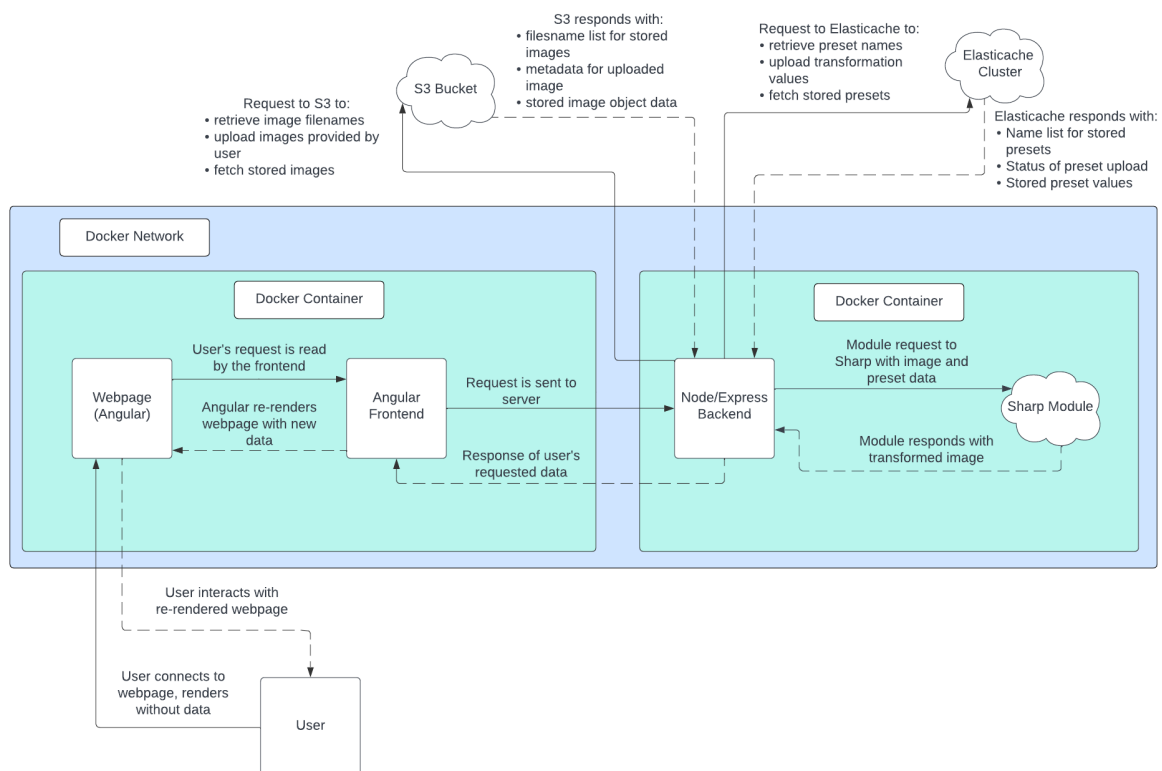 S3 responds with:
• filename list for stored
images
• metadata for uploaded
image
• stored image object data
Request to Elasticache to:
• retrieve preset names
• upload transformation
values
• fetch stored presets
Elasticache
Cluster
S3 Bucket
Request to S3 to:
• retrieve image filenames
• upload images provided by
user
• fetch stored images
Elasticache responds with:
• Name list for stored
presets
• Status of preset upload
• Stored preset values
Docker Network
Docker Container
Docker Container
User's request is read
by the frontend
Module request to
Sharp with image and
preset data
Webpage
(Angular)
Angular re-renders
webpage with new
data
Angular
Frontend
Request is sent to
server
Node/Express
Backend
Sharp Module
Response of user's
requested data
Module responds with
transformed image
User interacts with
re-rendered webpage
User connects to
webpage, renders
without data
User